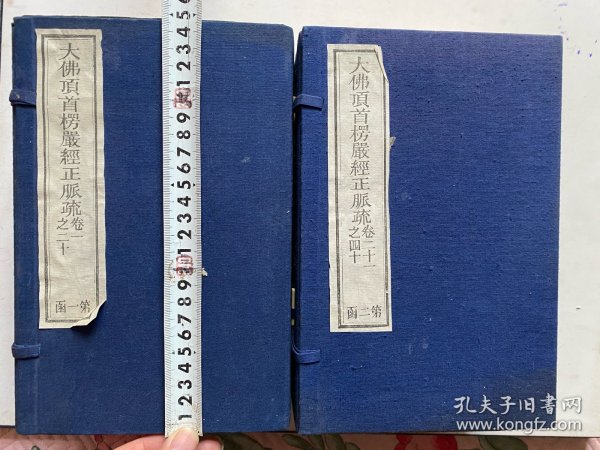 大佛頂首楞嚴經正脈疏卷一之二十
第一函
大佛頂首楞嚴經正脈疏卷二十一之四十
第二函
孔夫子旧书网
www.kongfz.com